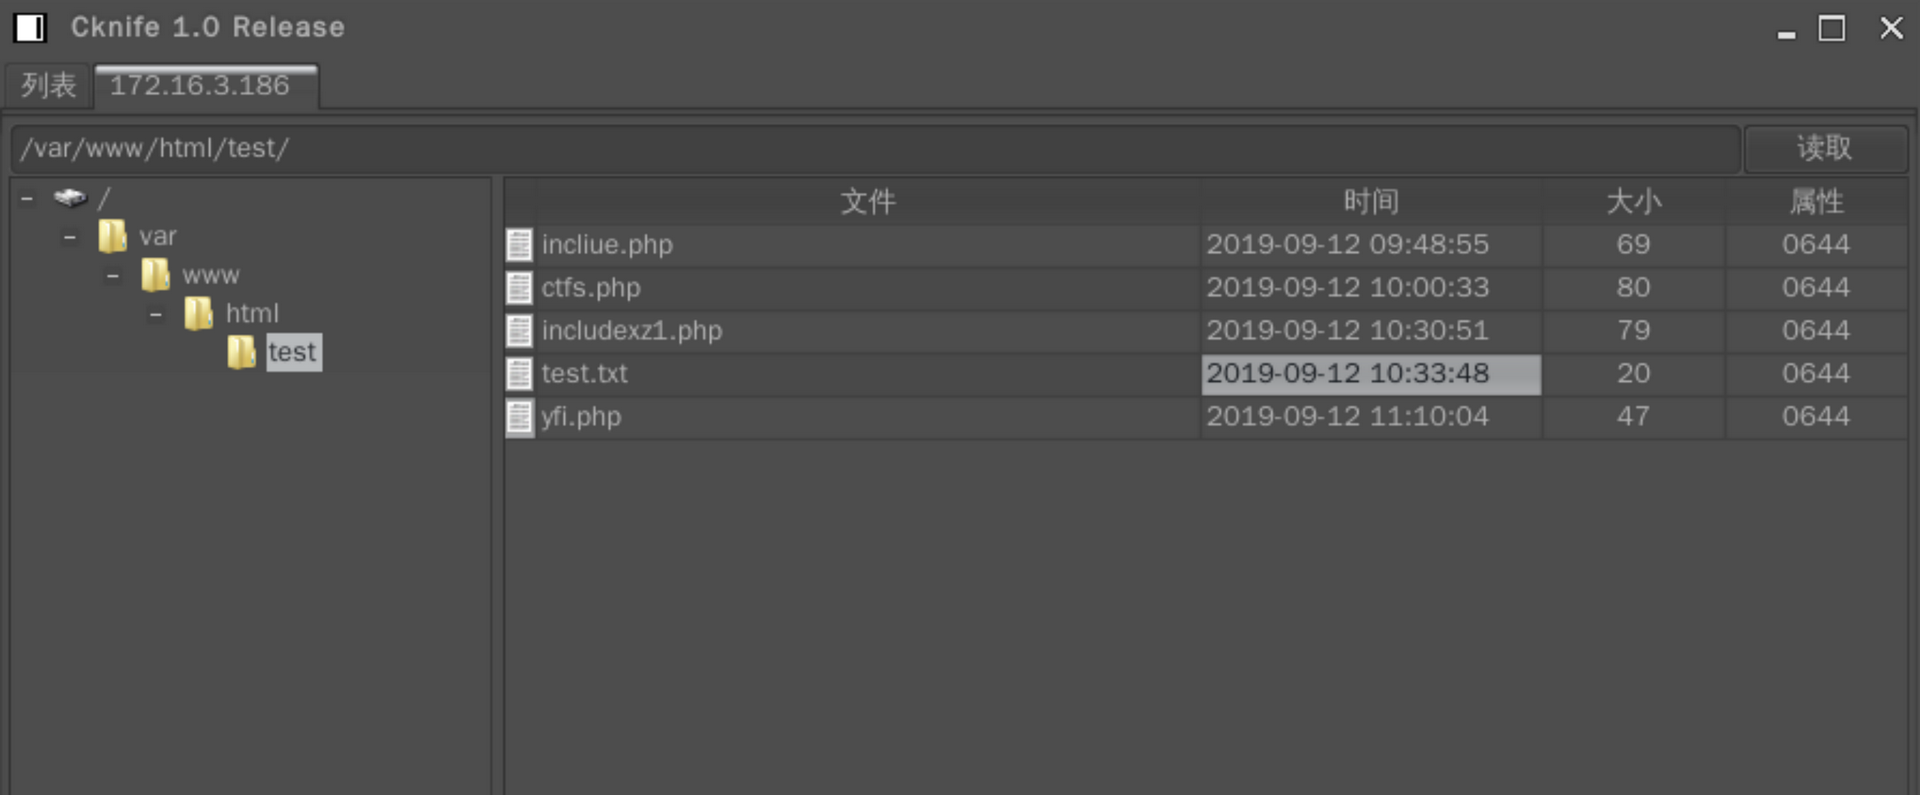 Cknife 1.0 Release
列表 172.16.3.186
/var/www/html/test/ 读取
/
var
www
html
test
文件 时间 大小 属性
incliue.php 2019-09-12 09:48:55 69 0644
ctfs.php 2019-09-12 10:00:33 80 0644
includexz1.php 2019-09-12 10:30:51 79 0644
test.txt 2019-09-12 10:33:48 20 0644
yfi.php 2019-09-12 11:10:04 47 0644